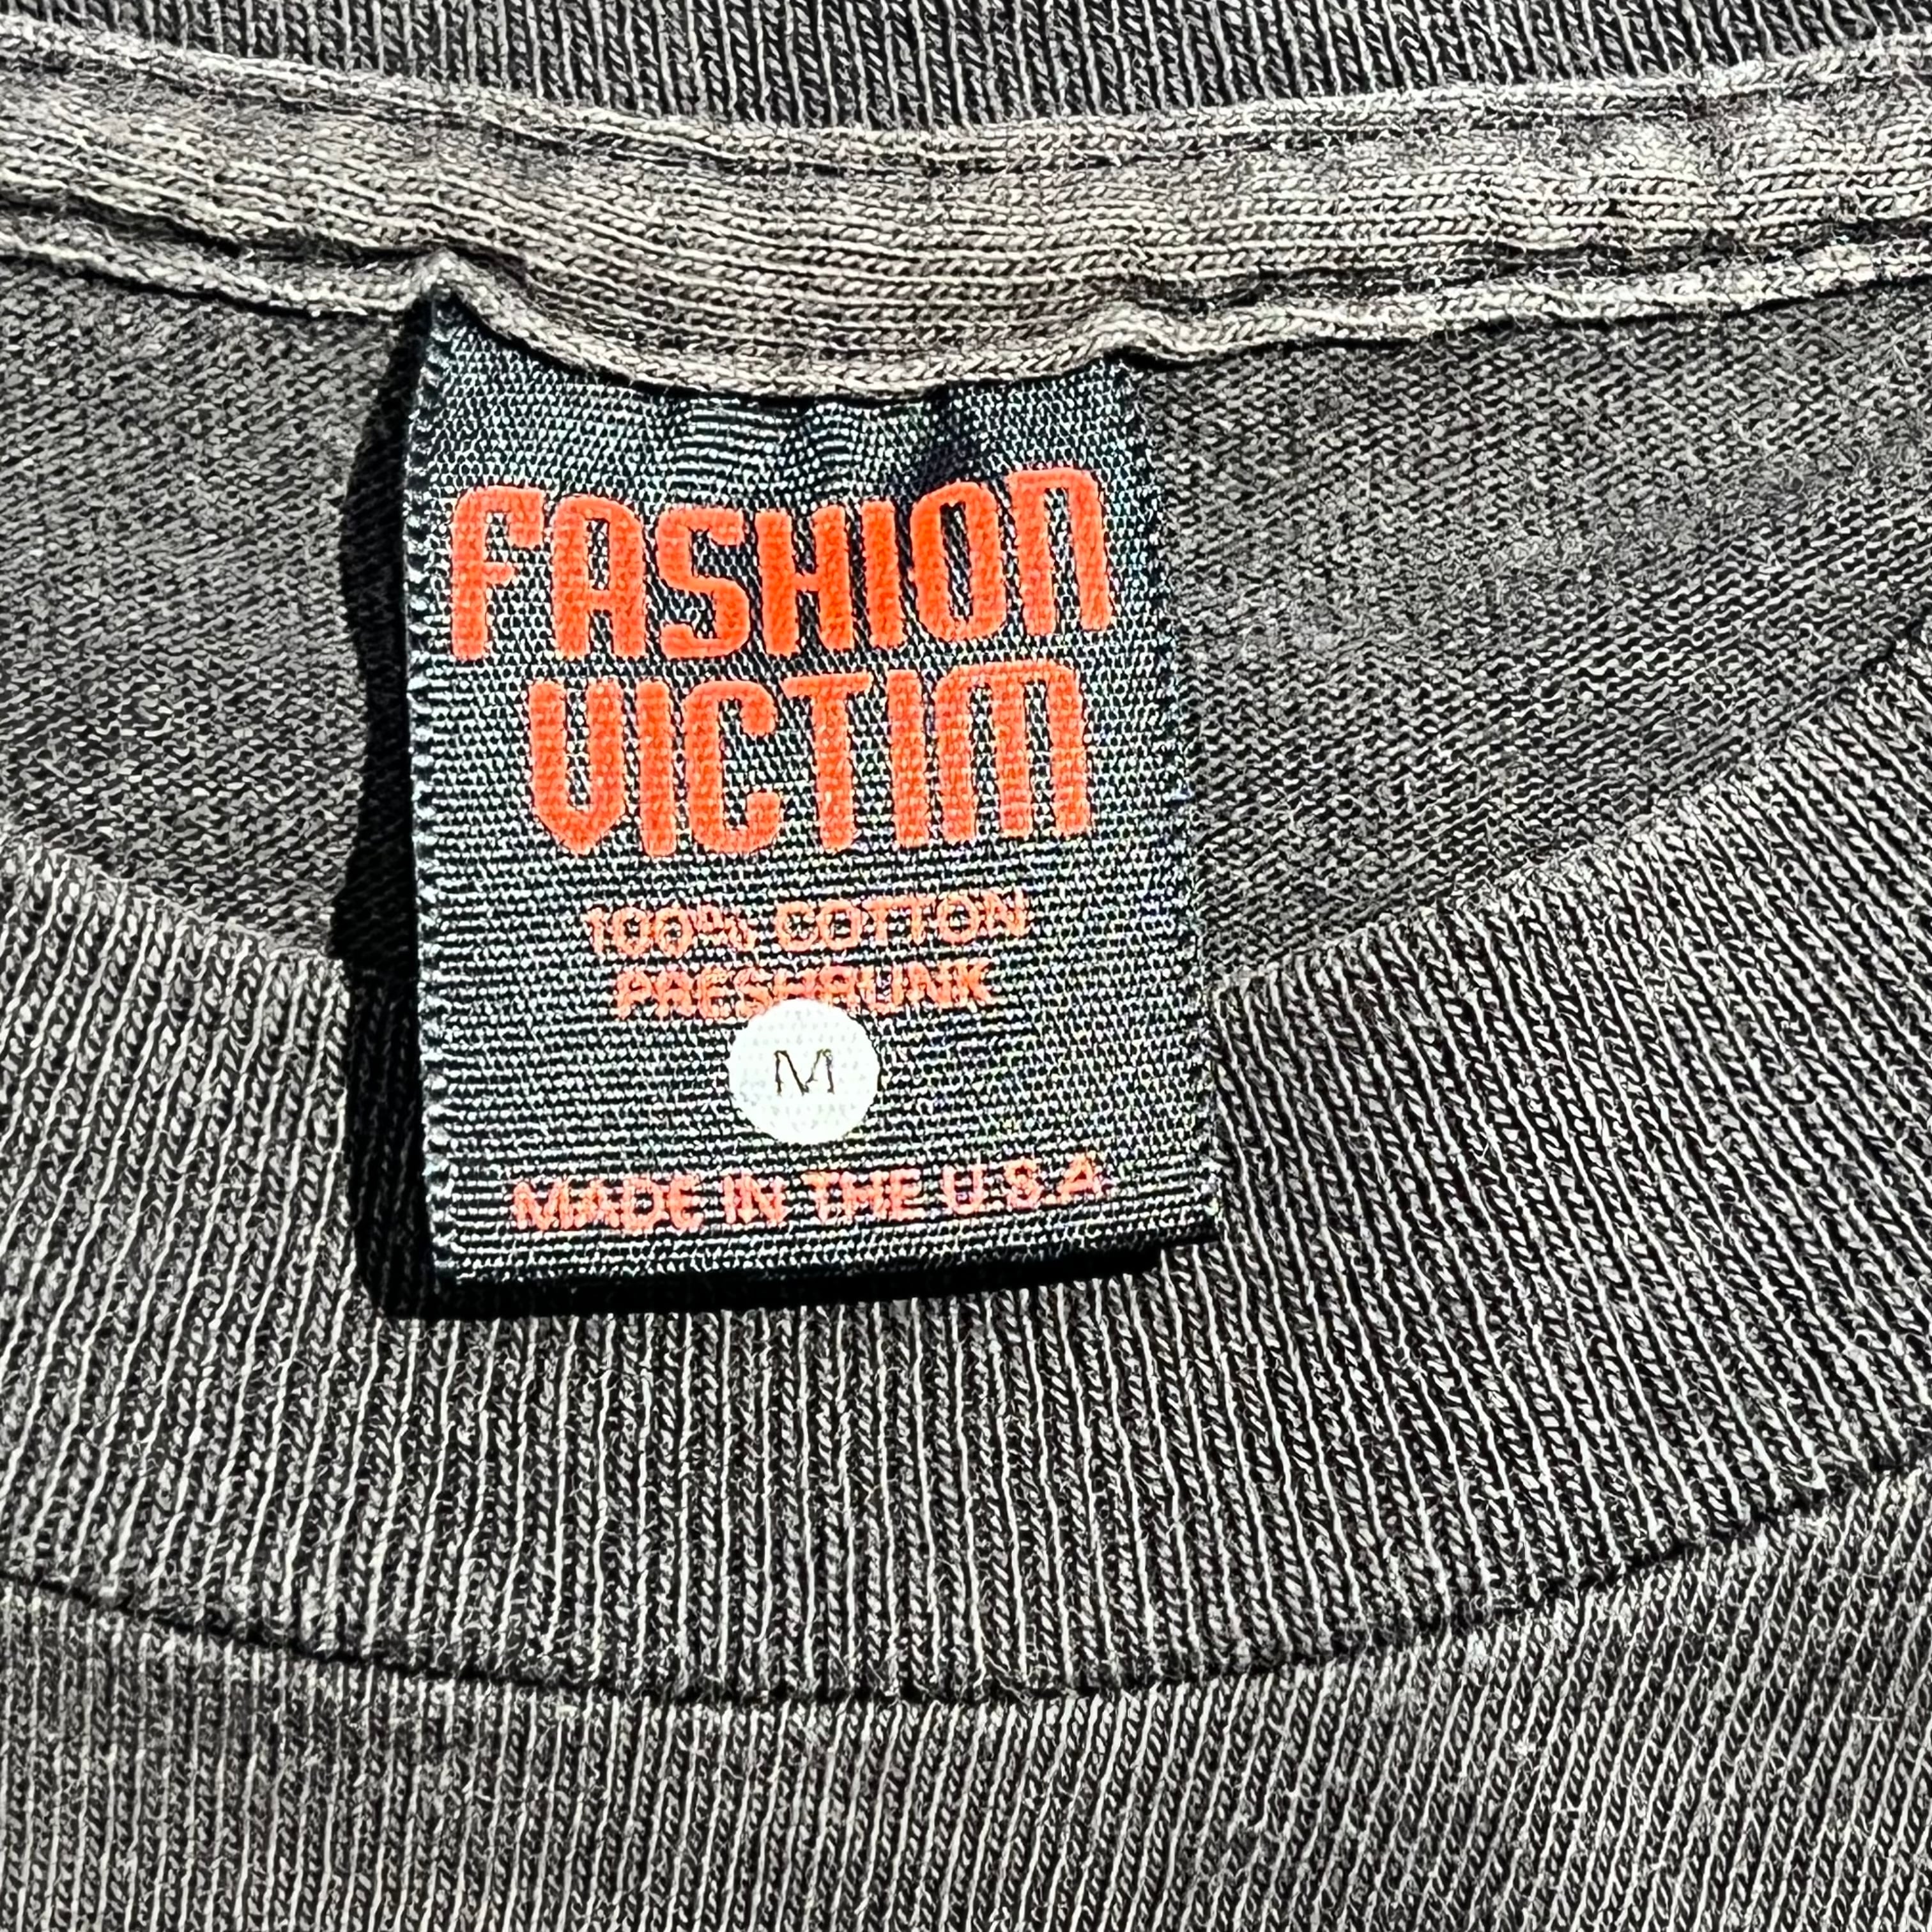 FASHION
VICTIM
100% COTTON
PRESHRUNK
M
MADE IN THE U.S.A